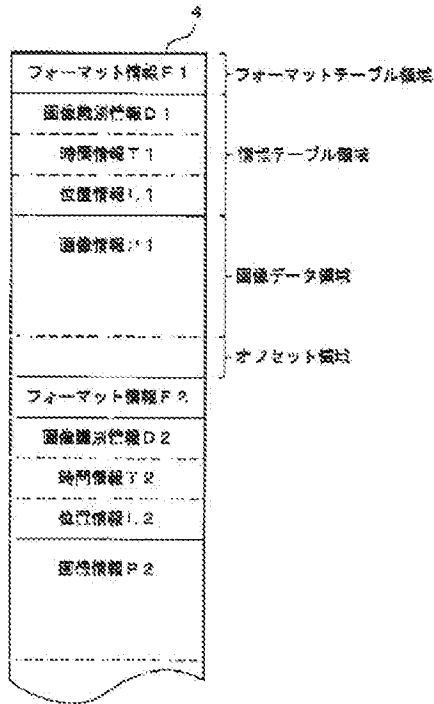 4
フォーマット情報F1
フォーマットテーブル領域
画像識別情報D1
時間情報T1
情報テーブル領域
位置情報L1
画像情報P1
画像データ領域
オフセット領域
フォーマット情報F2
画像識別情報D2
時間情報T2
位置情報L2
画像情報P2